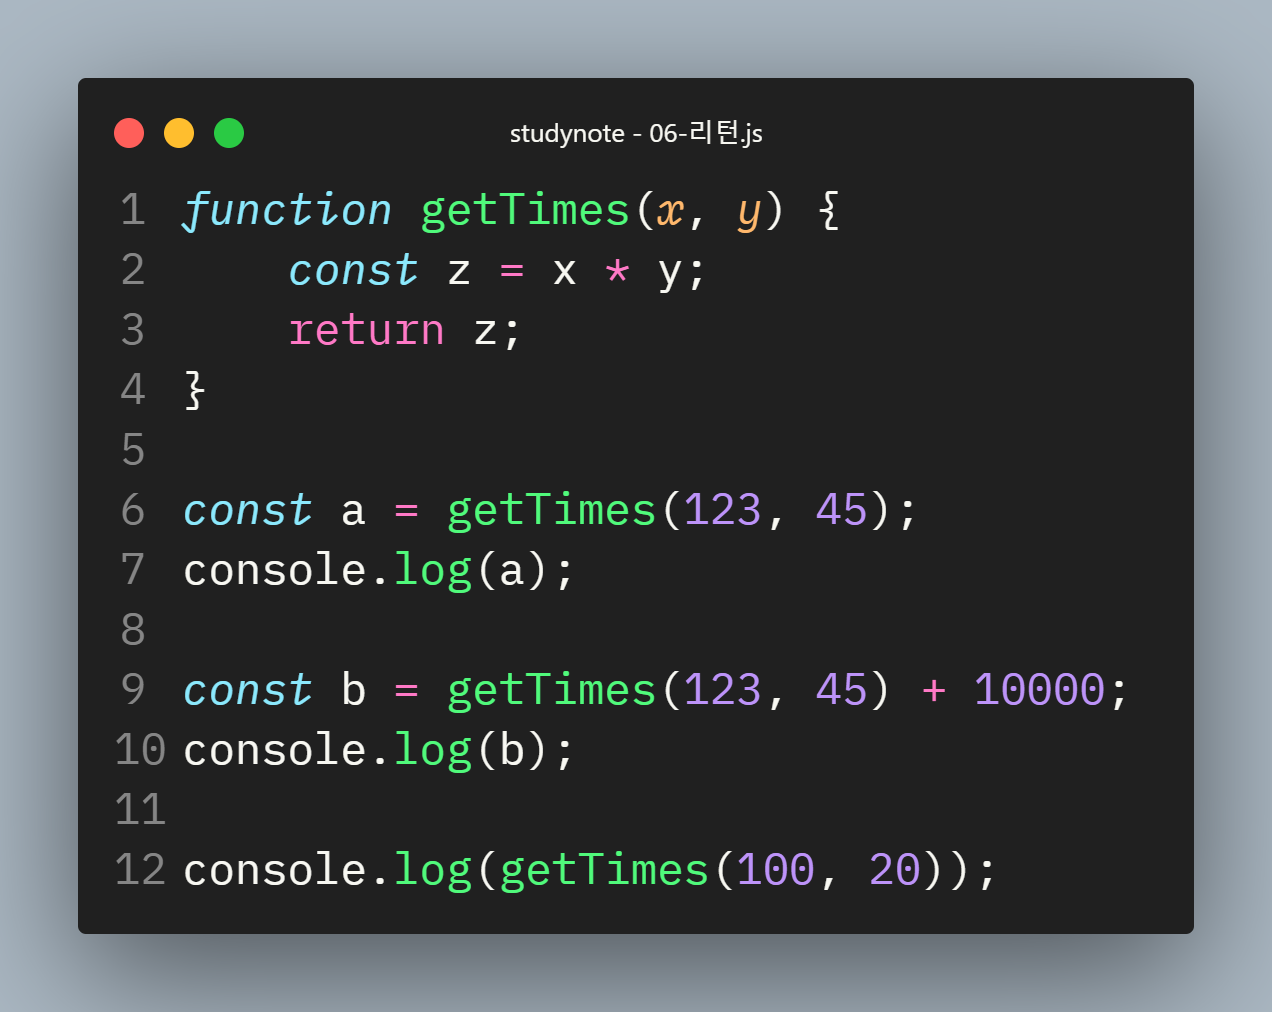 studynote - 06-리턴.js
1 function getTimes(x, y) {
2     const z = x * y;
3     return z;
4 }
5
6 const a = getTimes(123, 45);
7 console.log(a);
8
9 const b = getTimes(123, 45) + 10000;
10 console.log(b);
11
12 console.log(getTimes(100, 20));